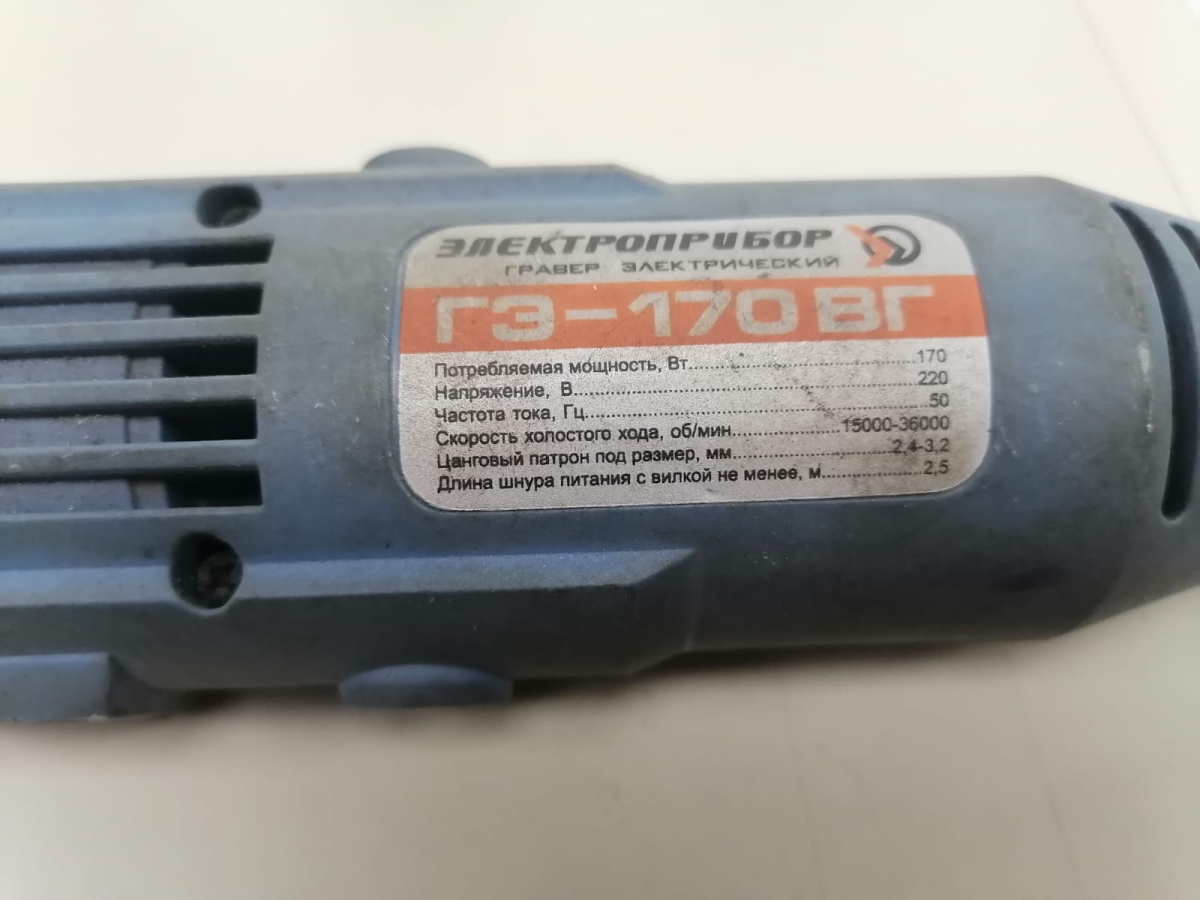 ЭЛЕКТРОПРИБОР
ГРАВЕР ЭЛЕКТРИЧЕСКИЙ
ГЭ-170 ВГ
Потребляемая мощность, Вт..........170
Напряжение, В..........220
Частота тока, Гц..........50
Скорость холостого хода, об/мин..........15000-36000
Цанговый патрон под размер, мм..........2,4-3,2
Длина шнура питания с вилкой не менее, м..........2,5